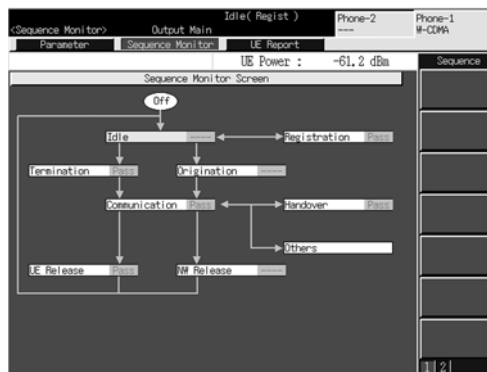 Idle( Regist )
Phone-2
Phone-1
<Sequence Monitor>
Output Main
----
W-CDMA
Parameter
Sequence Monitor
UE Report
UE Power : -61.2 dBm
Sequence
Sequence Monitor Screen
Off
Idle ----
Registration Pass
Termination Pass
Origination ----
Communication Pass
Handover Pass
Others
UE Release Pass
NW Release ----
1 2